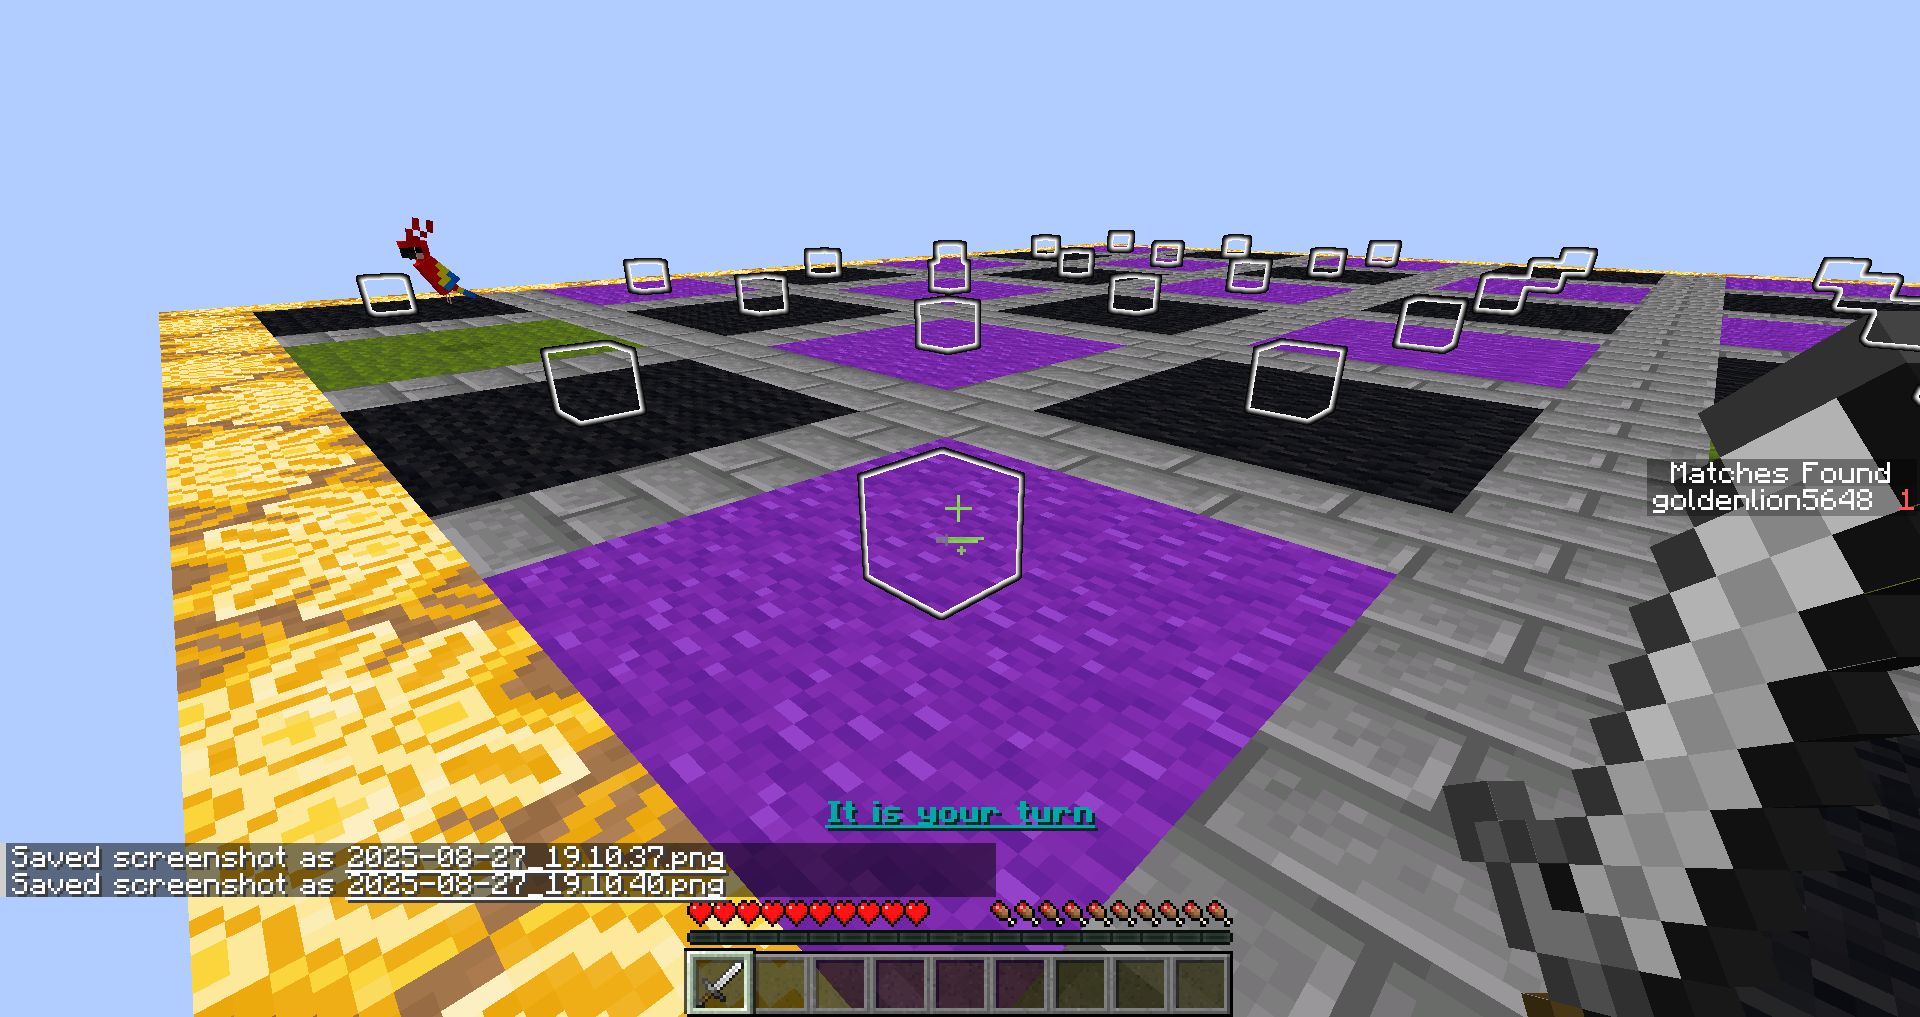 Matches Found
goldenlion5648 1
It is your turn
Saved screenshot as 2025-08-27_19.10.37.png
Saved screenshot as 2025-08-27_19.10.40.png